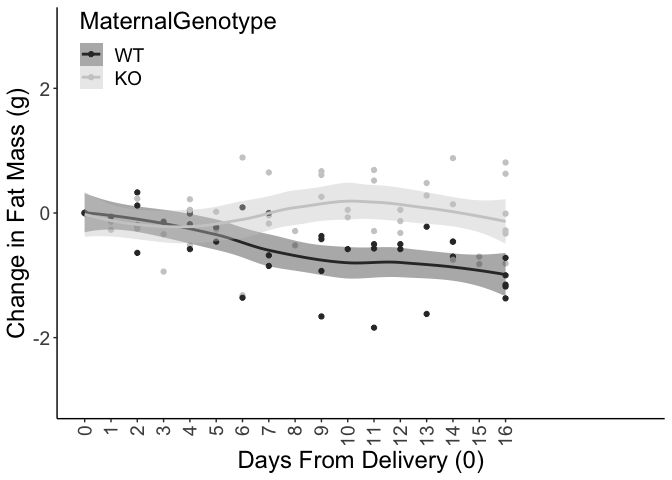 MaternalGenotype
WT
KO
Change in Fat Mass (g)
2
0
-2
0 1 2 3 4 5 6 7 8 9 10 11 12 13 14 15 16
Days From Delivery (0)